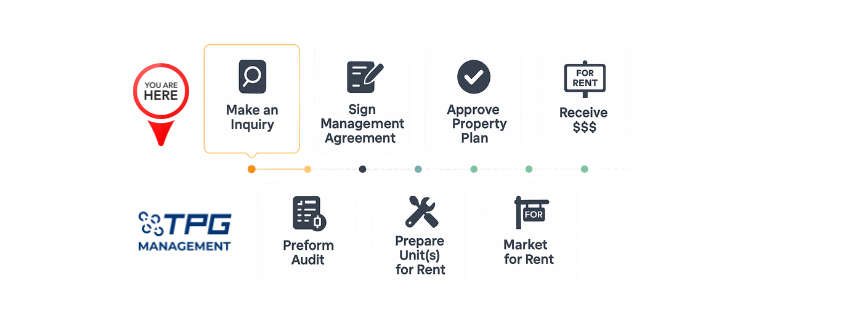 YOU ARE
HERE
Make an
Inquiry
Sign
Management
Agreement
Approve
Property
Plan
FOR
RENT
Receive
$$$
TPG
MANAGEMENT
Preform
Audit
Prepare
Unit(s)
for Rent
FOR
Market
for Rent